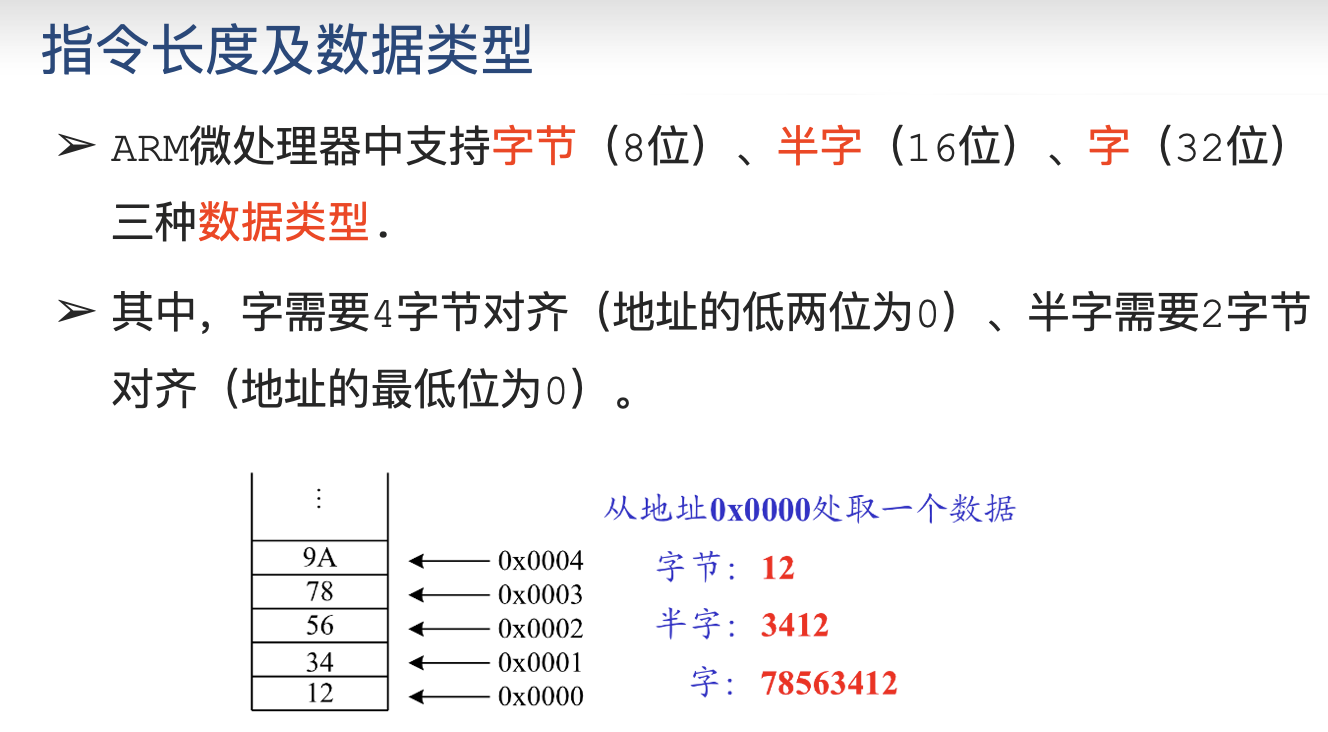 指令长度及数据类型
➢ ARM微处理器中支持字节（8位）、半字（16位）、字（32位）
三种数据类型.
➢ 其中，字需要4字节对齐（地址的低两位为0）、半字需要2字节
对齐（地址的最低位为0）。
⋮
从地址0x0000处取一个数据
9A 0x0004
字节：12
78 0x0003
56 0x0002
半字：3412
34 0x0001
字：78563412
12 0x0000